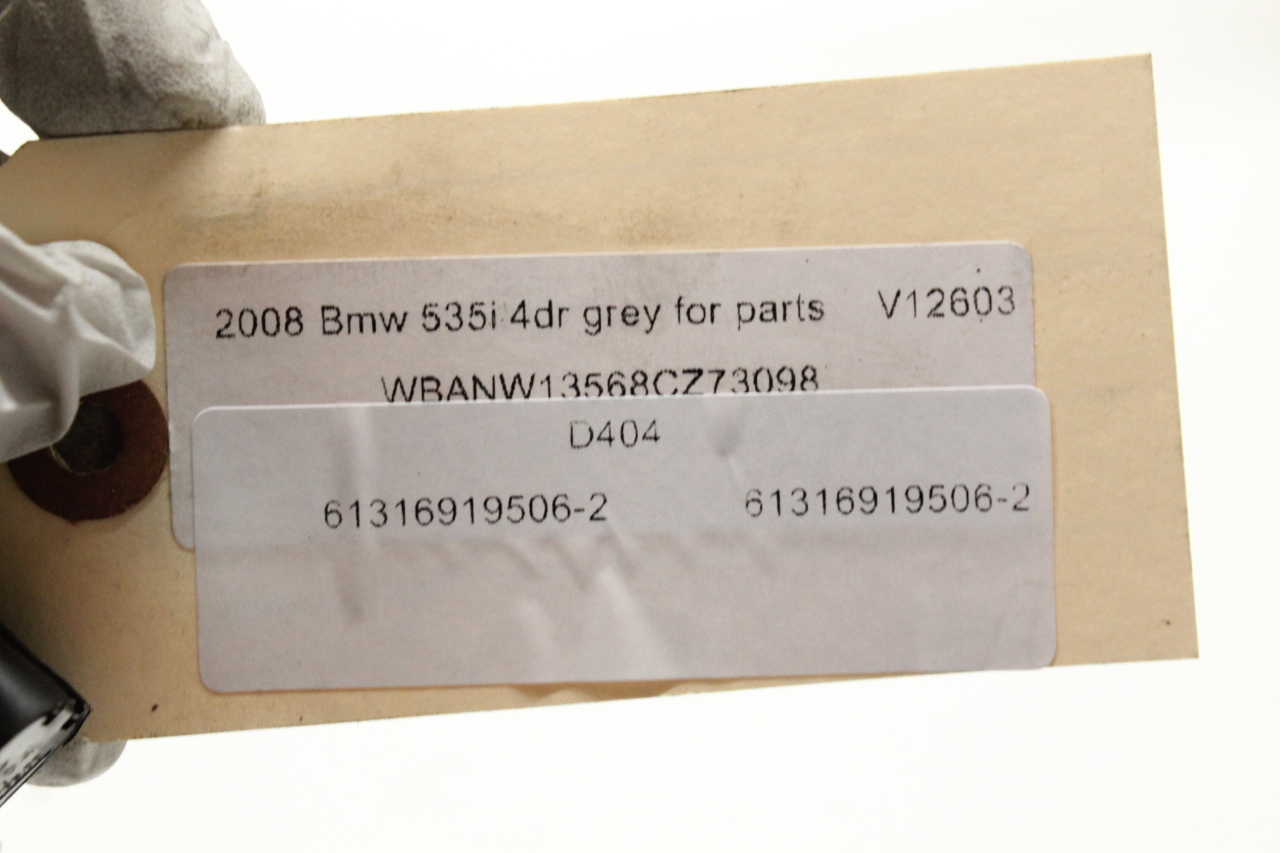 2008 Bmw 535i 4dr grey for parts V12603
WBANW13568CZ73098
D404
61316919506-2 61316919506-2